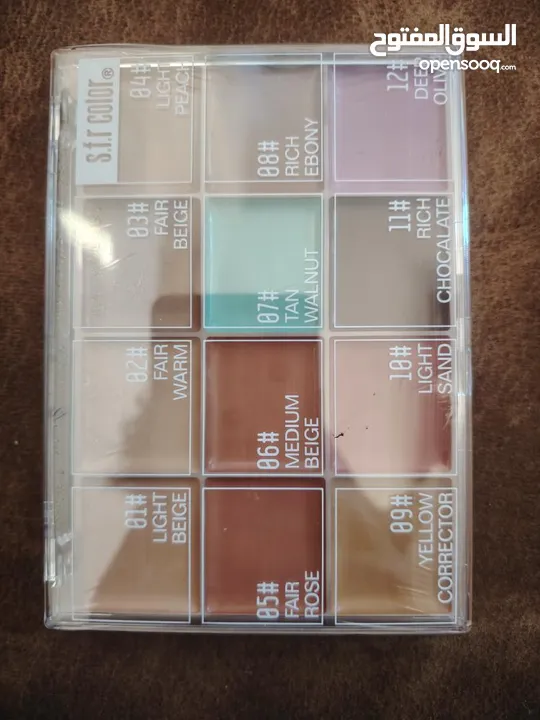 السوق المفتوح
opensooq.com
s.f.r color®
04# LIGHT
PEACH
08# RICH
EBONY
12# DEEP
OLIVE
03# FAIR
BEIGE
07# TAN
WALNUT
11# RICH
CHOCALATE
02# FAIR
WARM
06# MEDIUM
BEIGE
10# LIGHT
SAND
01# LIGHT
BEIGE
05# FAIR
ROSE
09# YELLOW
CORRECTOR